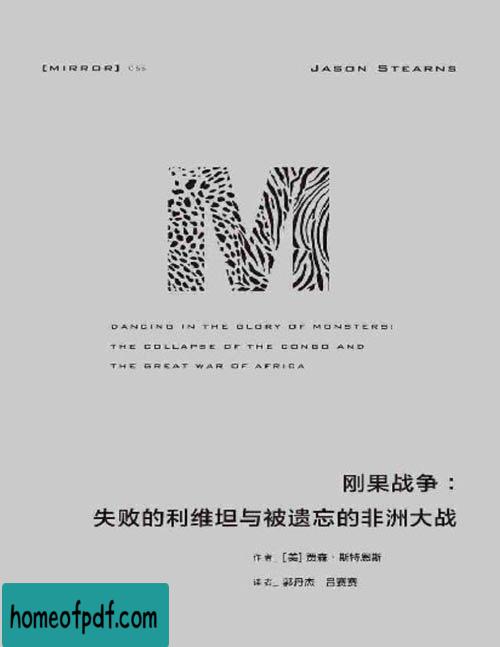 [MIRROR] 056
JASON STEARNS
M
DANCING IN THE GLORY OF MONSTERS:
THE COLLAPSE OF THE CONGO AND
THE GREAT WAR OF AFRICA
刚果战争：
失败的利维坦与被遗忘的非洲大战
作者_ [美] 贾森·斯特恩斯
译者_ 郭丹杰 吕赛赛
homeofpdf.com